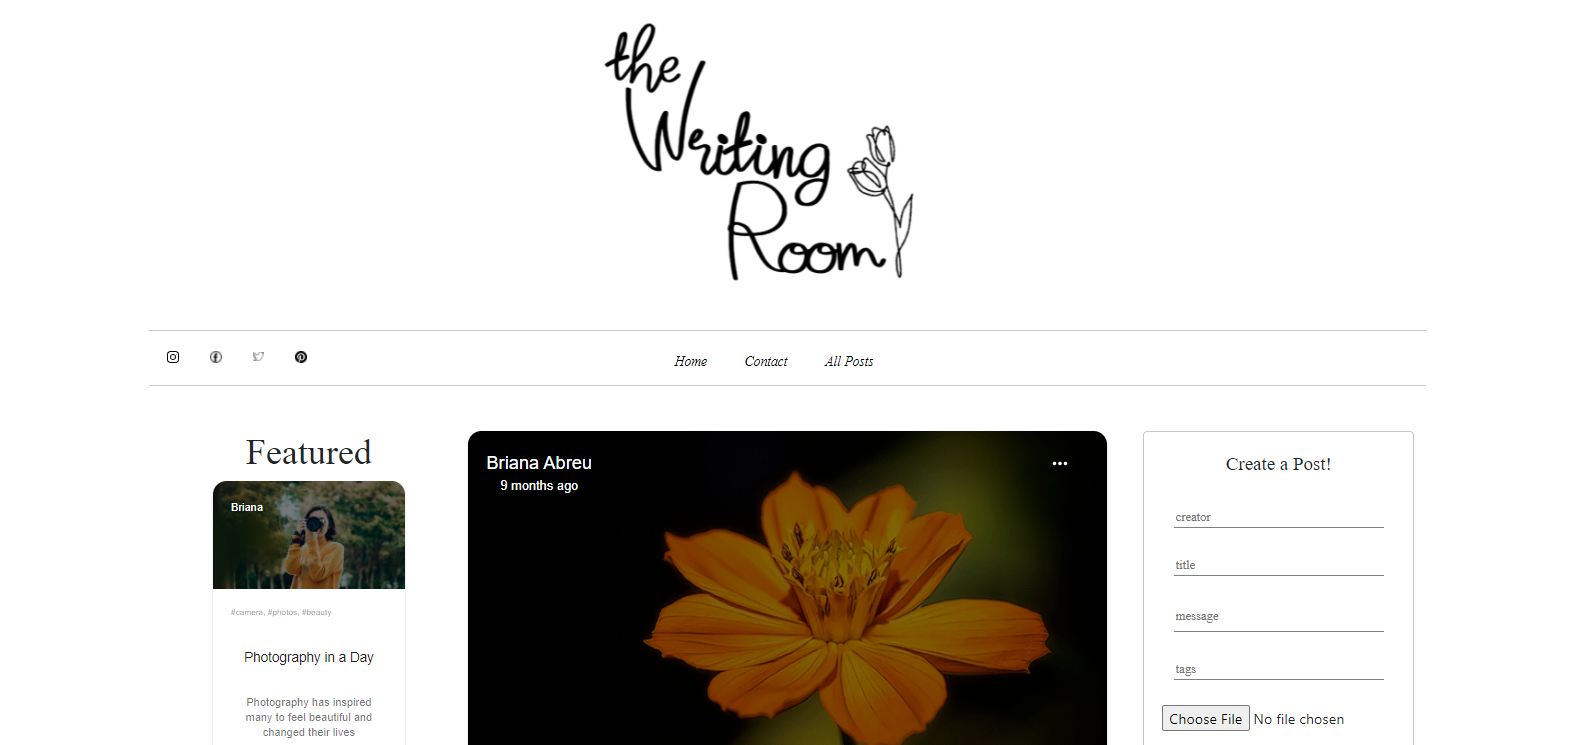 the
Writing
Room
Home Contact All Posts
Featured
Briana
#camera, #photos, #beauty
Photography in a Day
Photography has inspired
many to feel beautiful and
changed their lives
Briana Abreu
9 months ago
Create a Post!
creator
title
message
tags
Choose File No file chosen